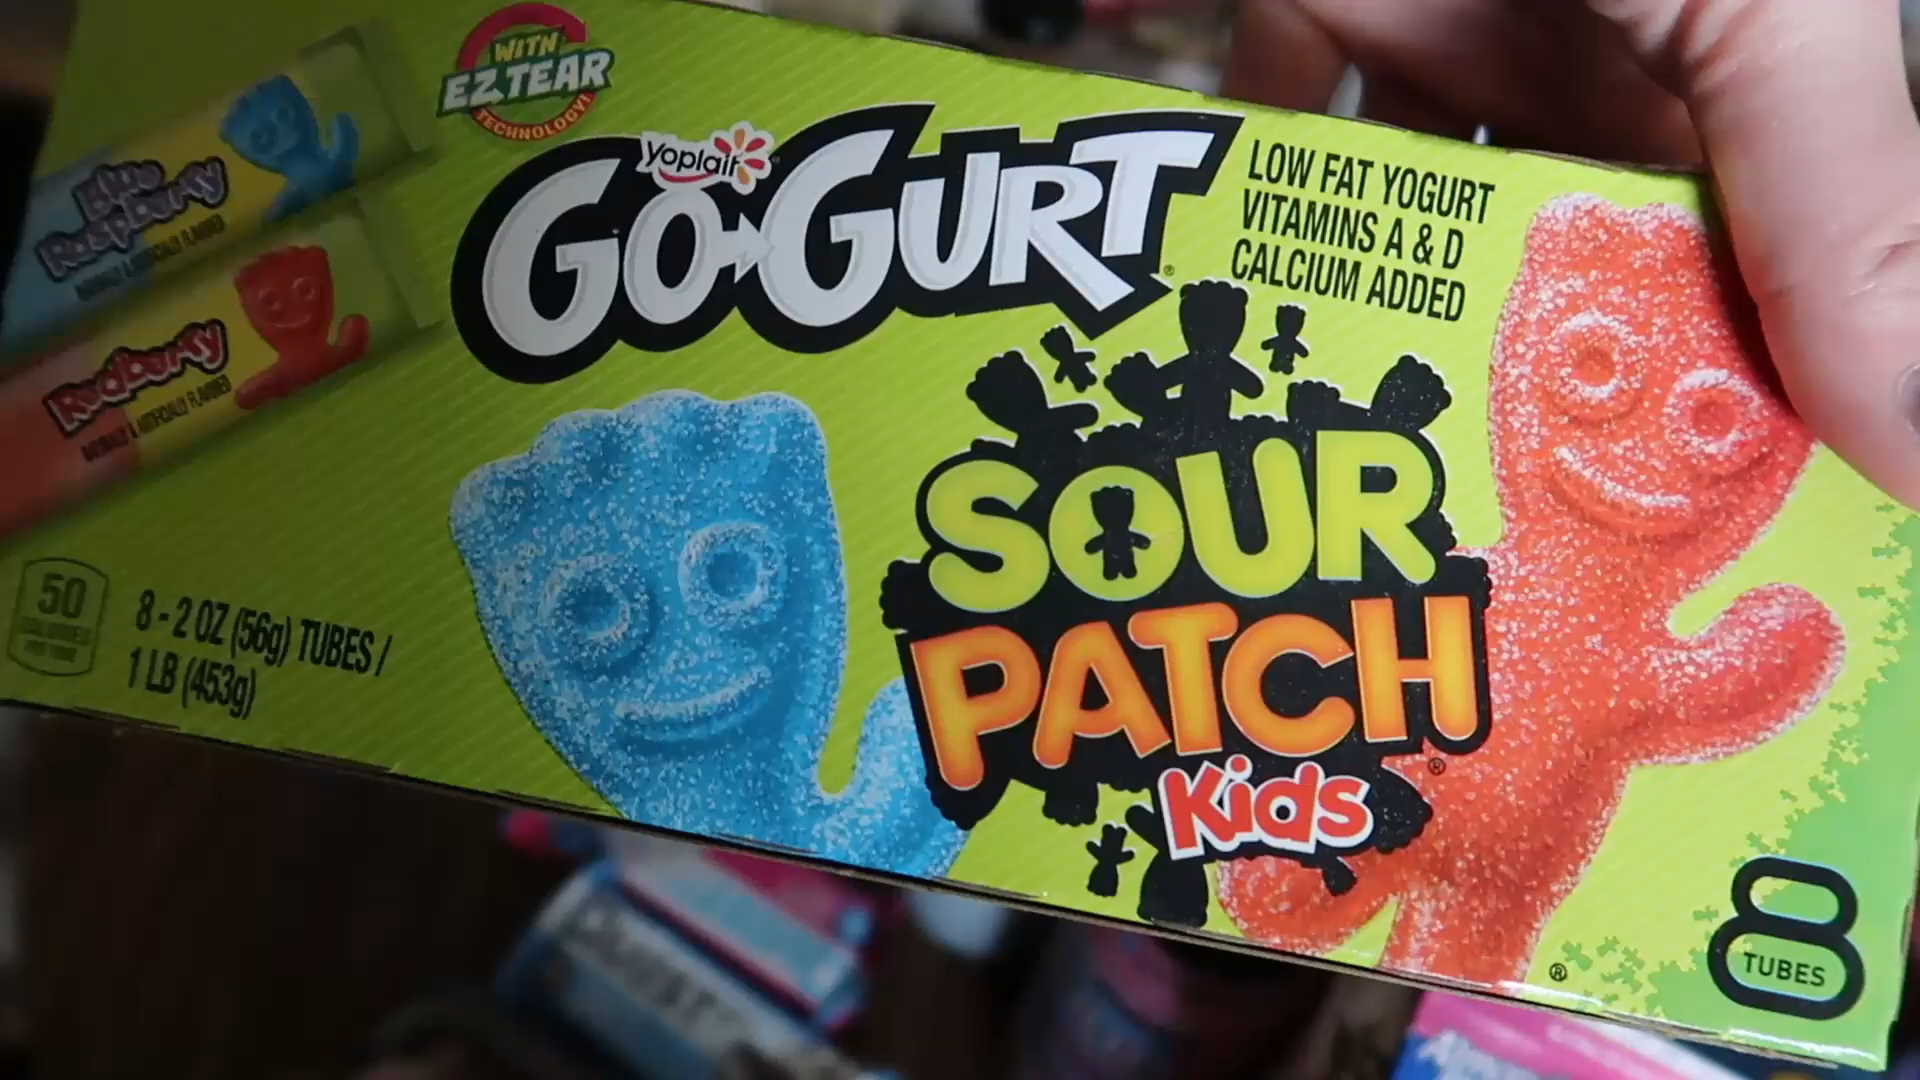 WITH
EZ TEAR
TECHNOLOGY!
Yoplait
GO-GURT®
LOW FAT YOGURT
VITAMINS A & D
CALCIUM ADDED
Blue
Raspberry
Redberry
SOUR
PATCH®
Kids
50
CALORIES
8 - 2 OZ (56g) TUBES /
1 LB (453g)
8
TUBES
®